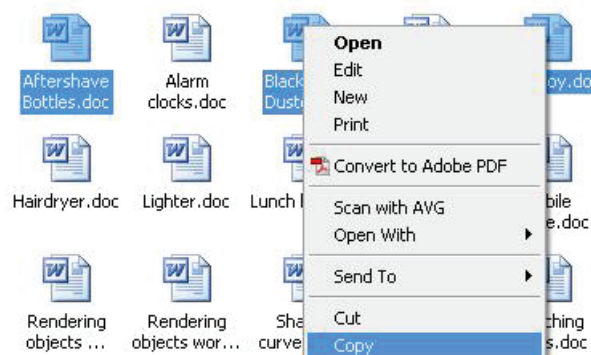 Aftershave
Bottles.doc
Alarm
clocks.doc
Black
Dust
oy.do
Hairdryer.doc
Lighter.doc
Lunch
bile
e.doc
Rendering
objects ...
Rendering
objects wor...
Sha
curve
hing
s.doc
Open
Edit
New
Print
Convert to Adobe PDF
Scan with AVG
Open With
Send To
Cut
Copy